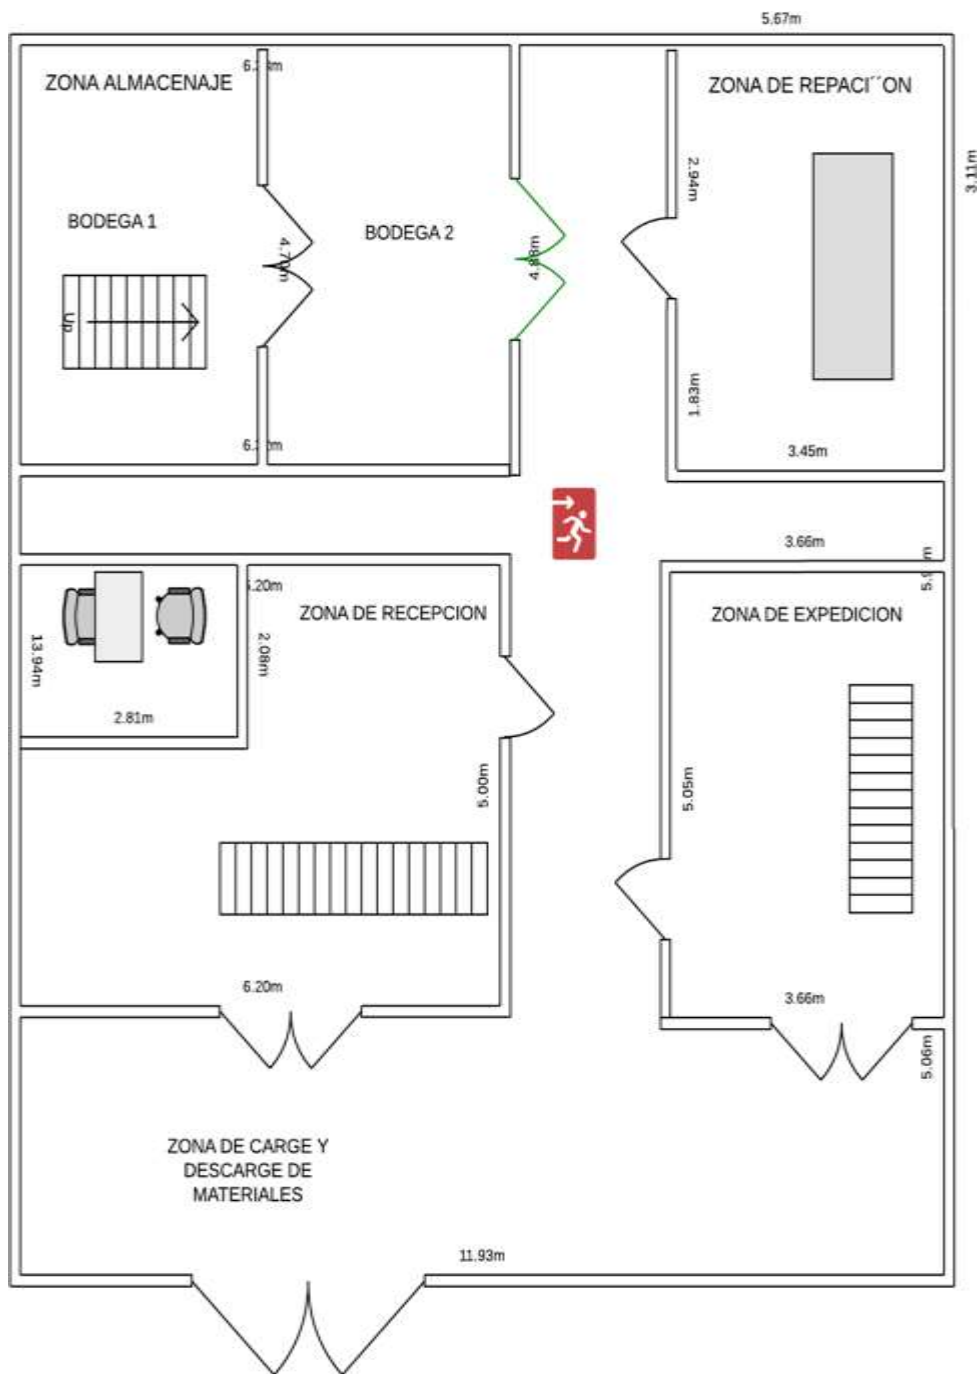 5.67m
ZONA ALMACENAJE
ZONA DE REPACI´´ON
3.11m
2.94m
BODEGA 1
BODEGA 2
Up
1.83m
3.45m
3.66m
ZONA DE RECEPCION
ZONA DE EXPEDICION
13.94m
2.08m
2.81m
5.00m
5.05m
6.20m
3.66m
5.06m
ZONA DE CARGE Y
DESCARGE DE
MATERIALES
11.93m